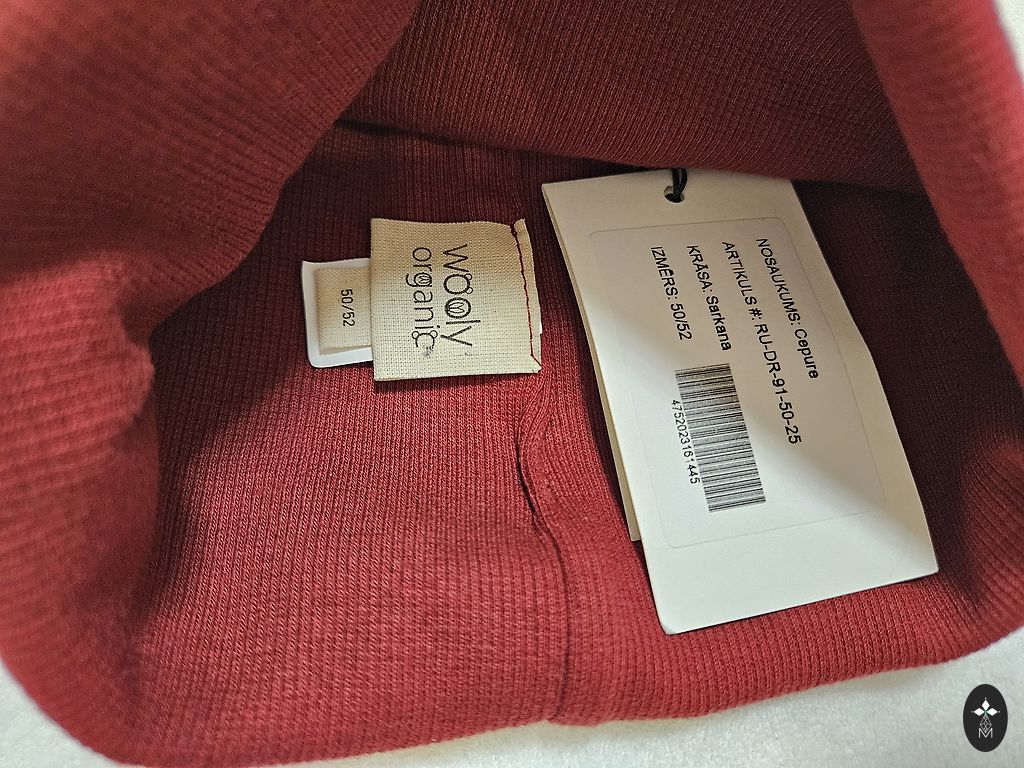 wooly
organic
50/52
NOSAUKUMS: Cepure
ARTIKULS #: RU-DR-91-50-25
KRĀSA: Sarkana
IZMĒRS: 50/52
4752023161445
M